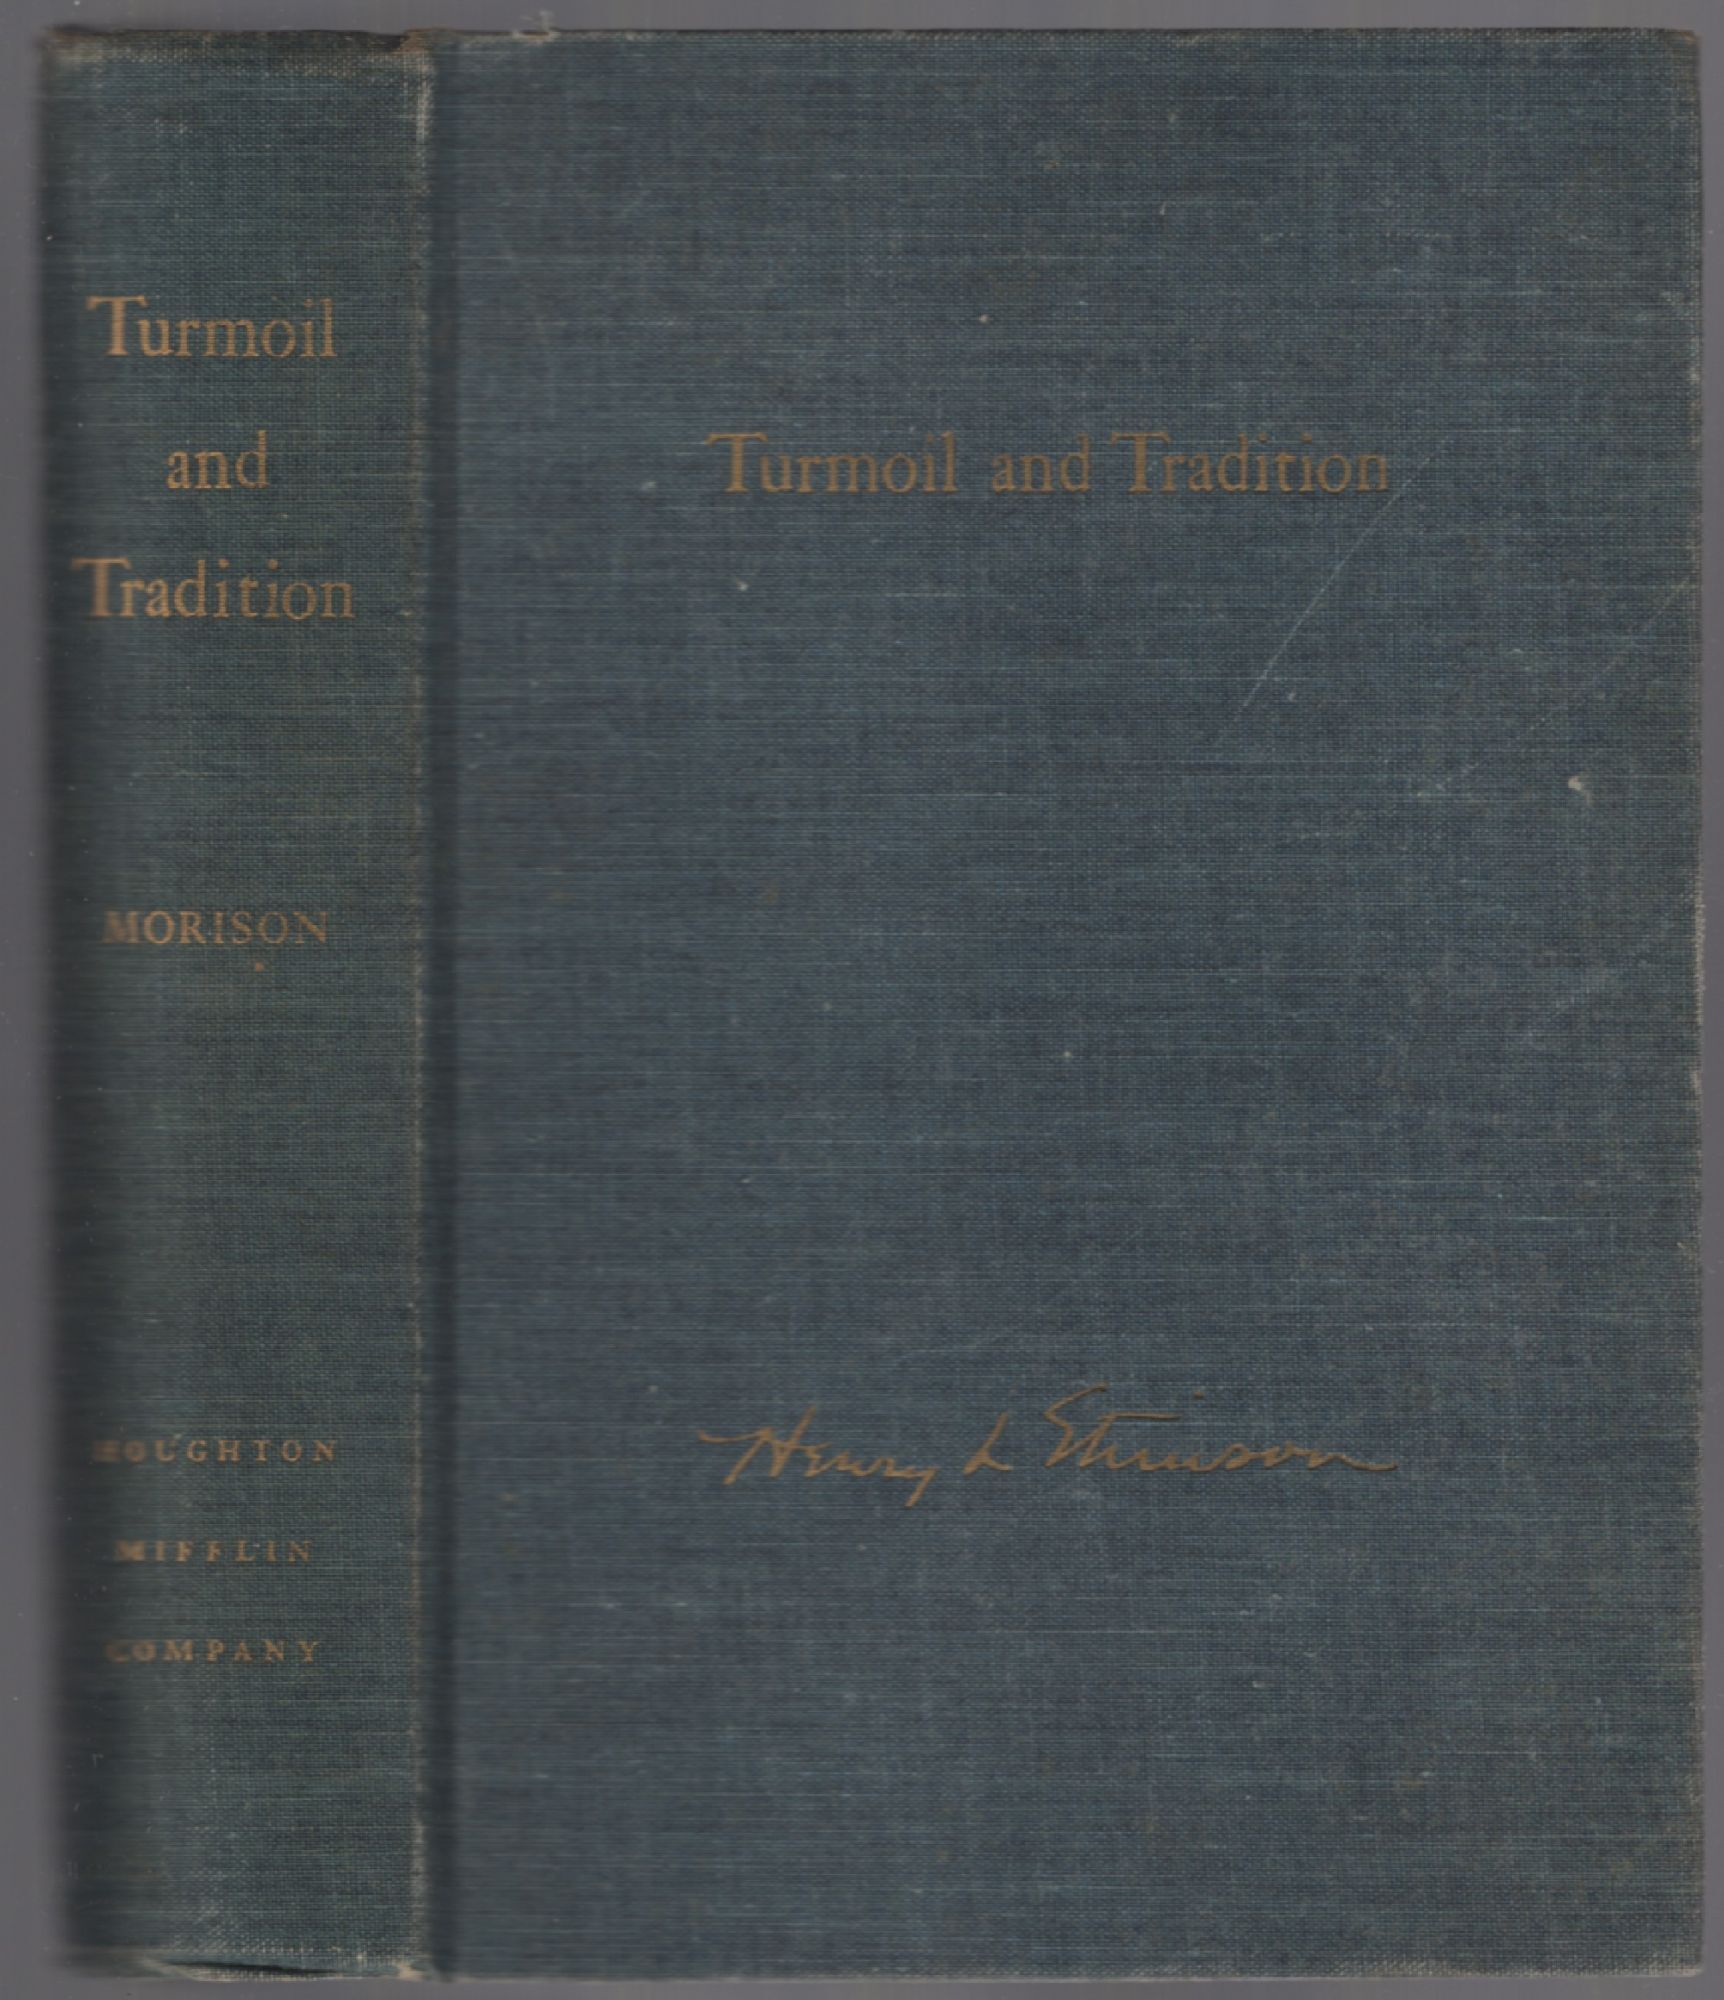 Turmoil
and
Tradition
MORISON
HOUGHTON
MIFFLIN
COMPANY
Turmoil and Tradition
Henry L Stimson